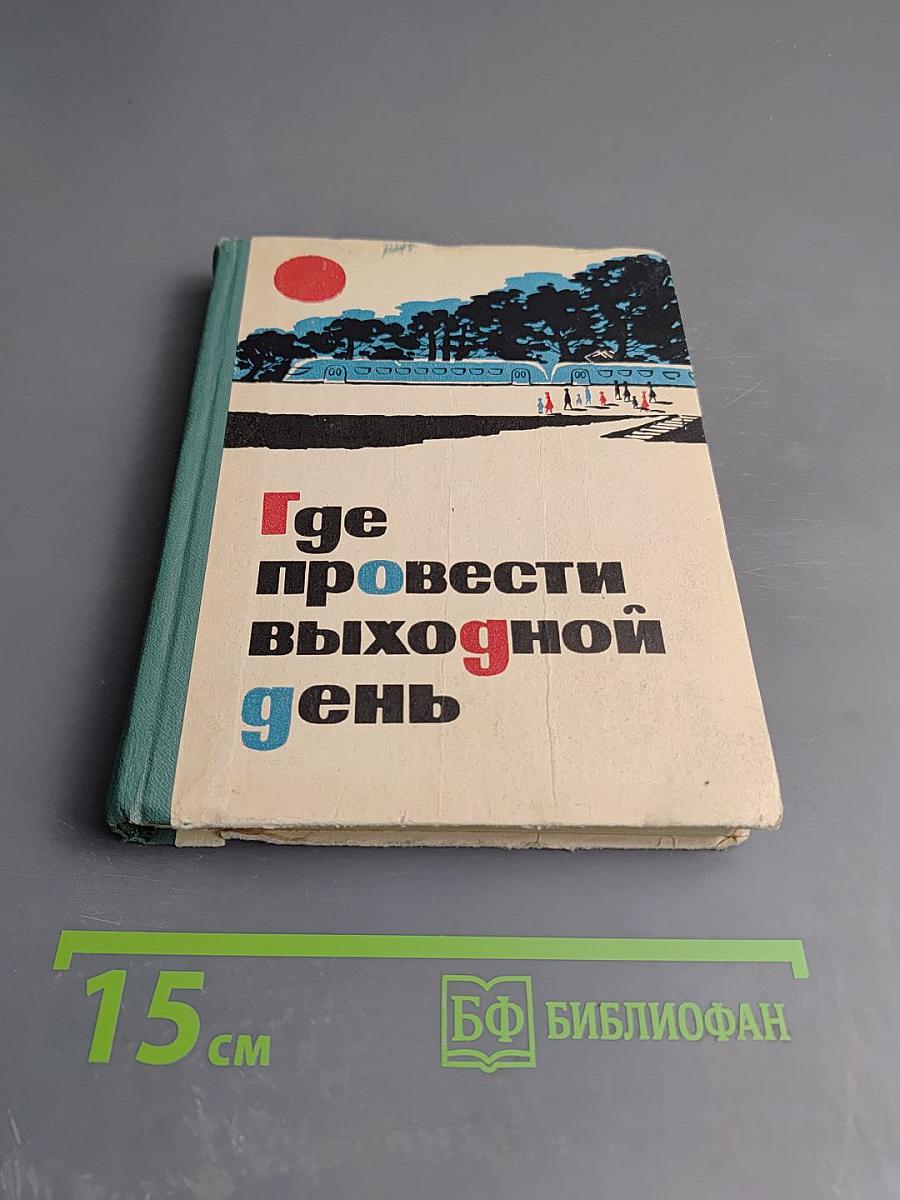 Где
провести
выходной
день
15 см
БФ БИБЛИОФАН